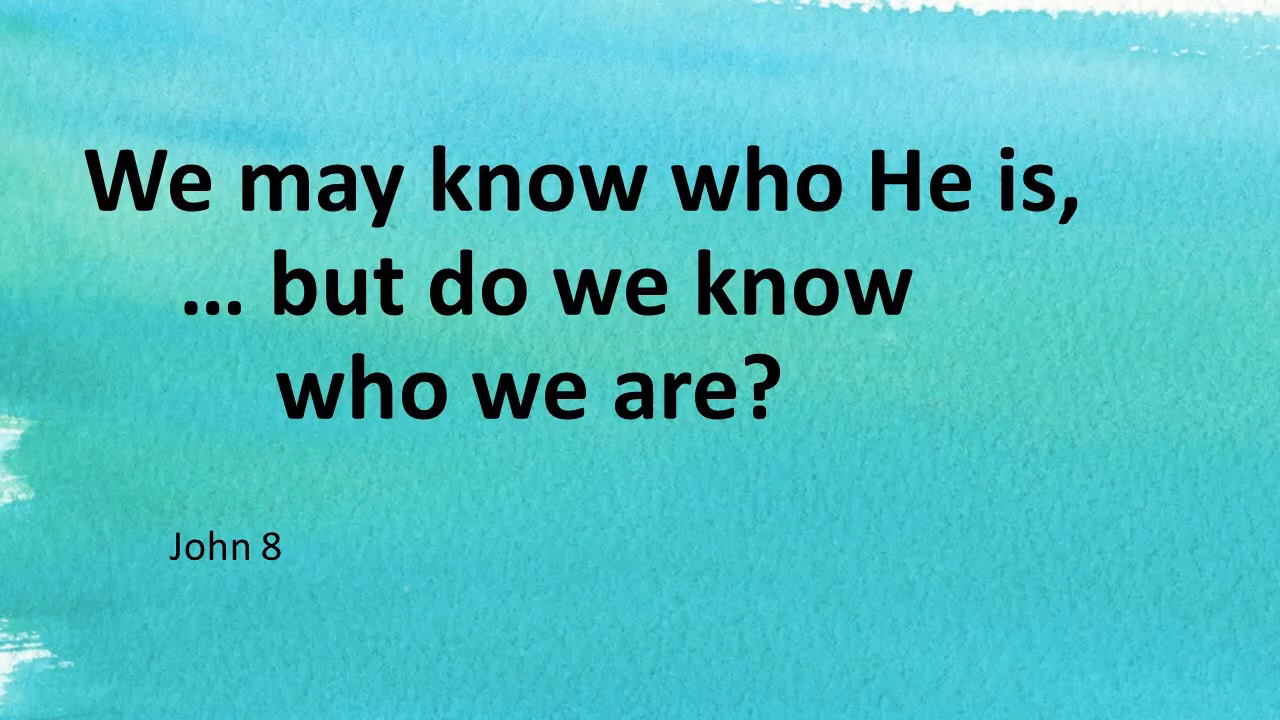 We may know who He is,
… but do we know
who we are?
John 8